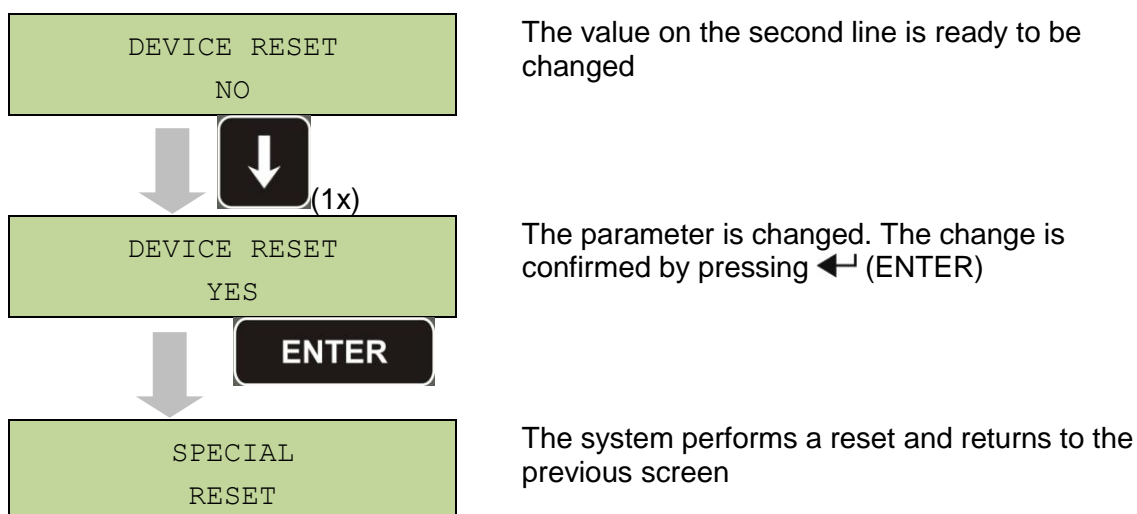 DEVICE RESET
NO
The value on the second line is ready to be
changed
(1x)
DEVICE RESET
YES
The parameter is changed. The change is
confirmed by pressing ↵ (ENTER)
ENTER
SPECIAL
RESET
The system performs a reset and returns to the
previous screen